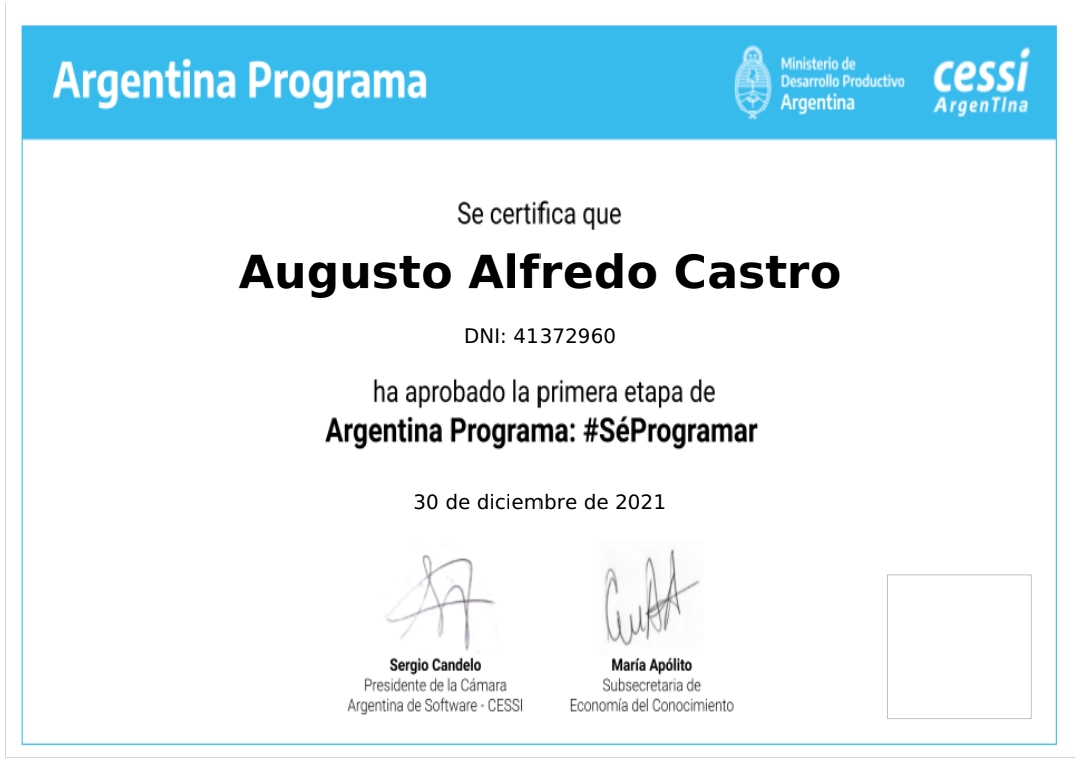 Argentina Programa
Ministerio de
Desarrollo Productivo
Argentina
cessi
ArgenTIna
Se certifica que
Augusto Alfredo Castro
DNI: 41372960
ha aprobado la primera etapa de
Argentina Programa: #SéProgramar
30 de diciembre de 2021
Sergio Candelo
Presidente de la Cámara
Argentina de Software - CESSI
María Apólito
Subsecretaria de
Economía del Conocimiento